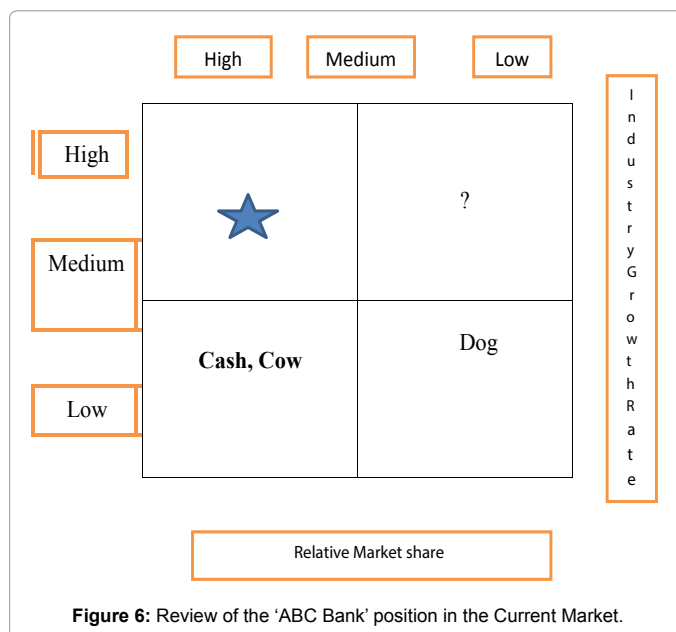 High Medium Low
High
?
Medium
Cash, Cow
Dog
Low
IndustryGrowthRate
Relative Market share
Figure 6: Review of the ‘ABC Bank’ position in the Current Market.